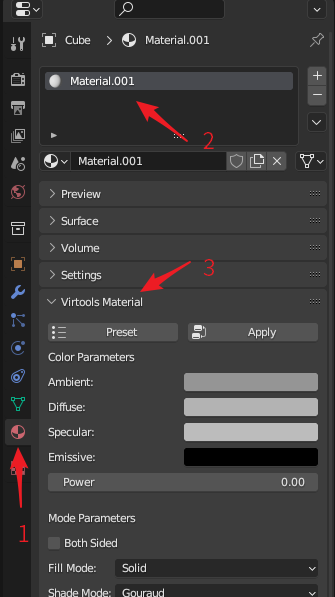 Cube > Material.001
Material.001
2
Material.001
Preview
Surface
Volume
Settings
3
Virtools Material
Preset Apply
Color Parameters
Ambient:
Diffuse:
Specular:
Emissive:
Power 0.00
1
Mode Parameters
Both Sided
Fill Mode: Solid
Shade Mode: Gouraud